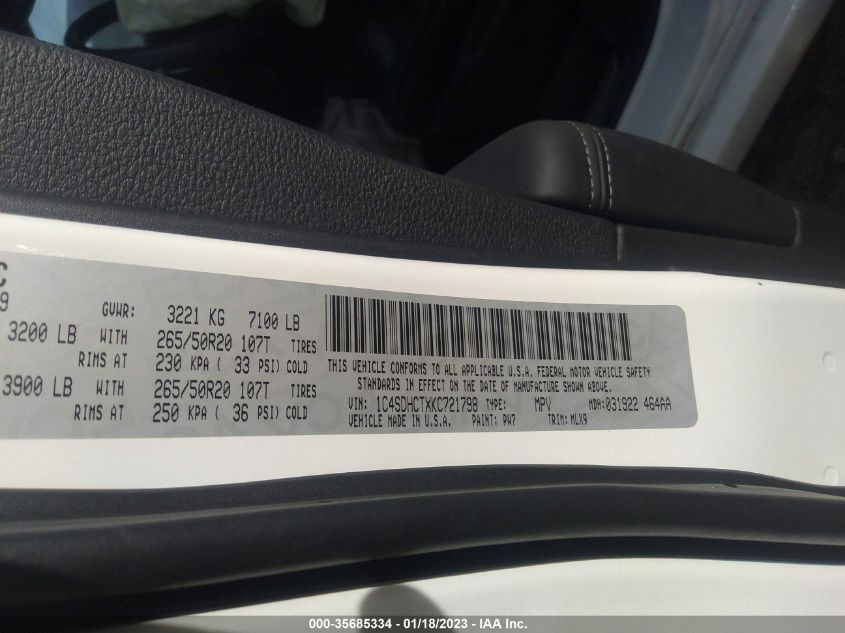 C
9
GVWR: 3221 KG 7100 LB
3200 LB WITH 265/50R20 107T TIRES
RIMS AT 230 KPA ( 33 PSI) COLD
3900 LB WITH 265/50R20 107T TIRES
RIMS AT 250 KPA ( 36 PSI) COLD
THIS VEHICLE CONFORMS TO ALL APPLICABLE U.S.A. FEDERAL MOTOR VEHICLE SAFETY
STANDARDS IN EFFECT ON THE DATE OF MANUFACTURE SHOWN ABOVE.
VIN: 1C4SDHCTXKC721798 TYPE: MPV MDH: 031922 464AA
VEHICLE MADE IN U.S.A. PAINT: PW7 TRIM: MLX9
000-35685334 - 01/18/2023 - IAA Inc.